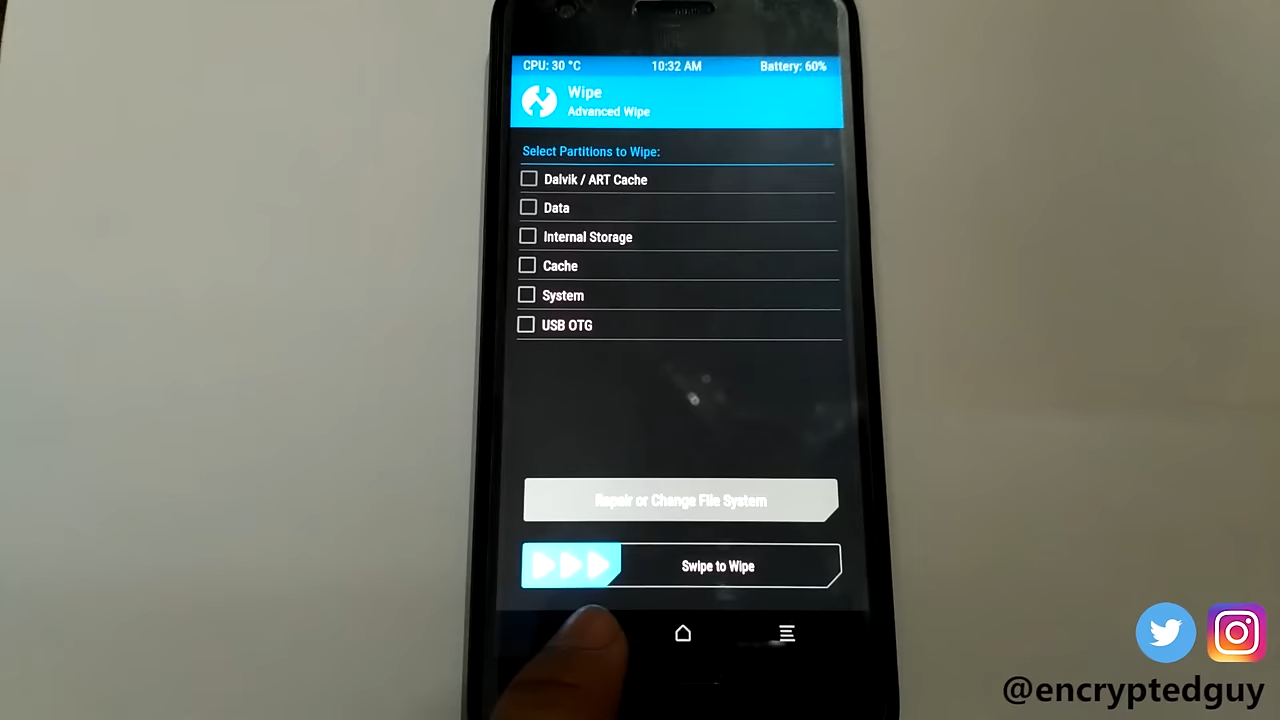 CPU: 30 °C 10:32 AM Battery: 60%
Wipe
Advanced Wipe
Select Partitions to Wipe:
Dalvik / ART Cache
Data
Internal Storage
Cache
System
USB OTG
Repair or Change File System
Swipe to Wipe
@encryptedguy